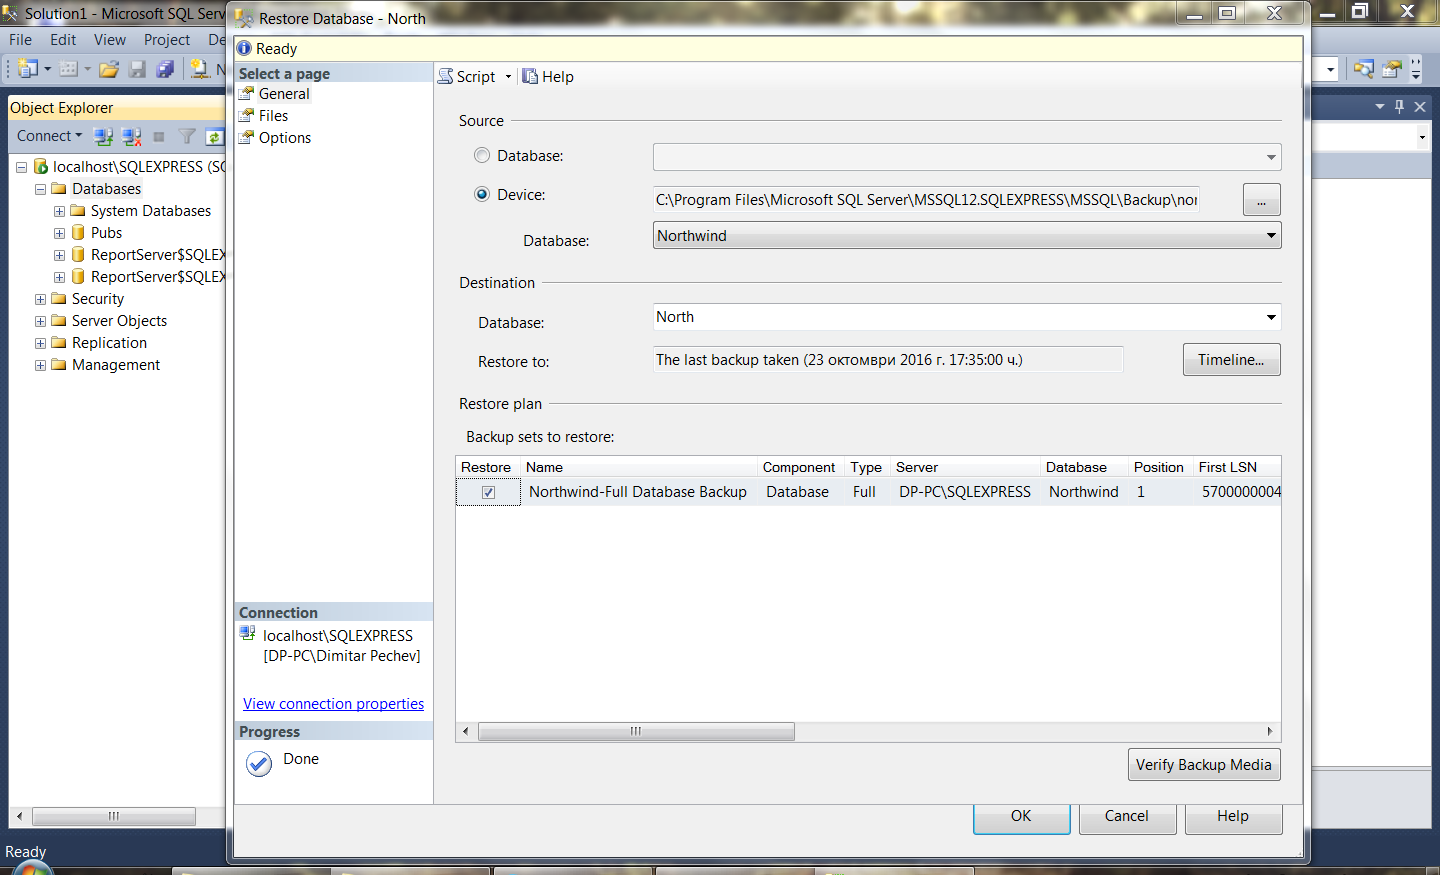 Solution1 - Microsoft SQL Serv
Restore Database - North
File Edit View Project De
Ready
Select a page
General
Files
Options
Script Help
Object Explorer
Connect
localhost\SQLEXPRESS (SQ
Databases
System Databases
Pubs
ReportServer$SQLEX
ReportServer$SQLEX
Security
Server Objects
Replication
Management
Source
Database:
Device: C:\Program Files\Microsoft SQL Server\MSSQL12.SQLEXPRESS\MSSQL\Backup\nor ...
Database: Northwind
Destination
Database: North
Restore to: The last backup taken (23 октомври 2016 г. 17:35:00 ч.) Timeline...
Restore plan
Backup sets to restore:
Restore Name Component Type Server Database Position First LSN
Northwind-Full Database Backup Database Full DP-PC\SQLEXPRESS Northwind 1 5700000004
Connection
localhost\SQLEXPRESS
[DP-PC\Dimitar Pechev]
View connection properties
Progress
Done
Verify Backup Media
OK Cancel Help
Ready